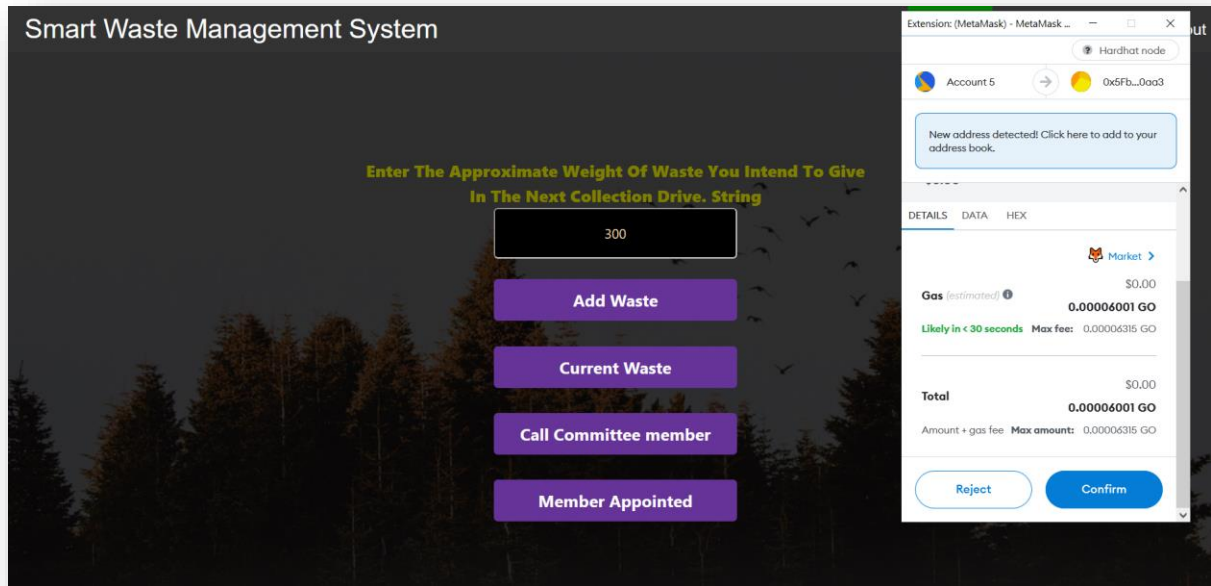 Smart Waste Management System
Enter The Approximate Weight Of Waste You Intend To Give
In The Next Collection Drive. String
300
Add Waste
Current Waste
Call Committee member
Member Appointed
Extension: (MetaMask) - MetaMask ...
Hardhat node
Account 5
0x5Fb...0aa3
New address detected! Click here to add to your
address book.
DETAILS DATA HEX
Market
$0.00
Gas (estimated)
0.00006001 GO
Likely in < 30 seconds Max fee: 0.00006315 GO
$0.00
Total
0.00006001 GO
Amount + gas fee Max amount: 0.00006315 GO
Reject
Confirm